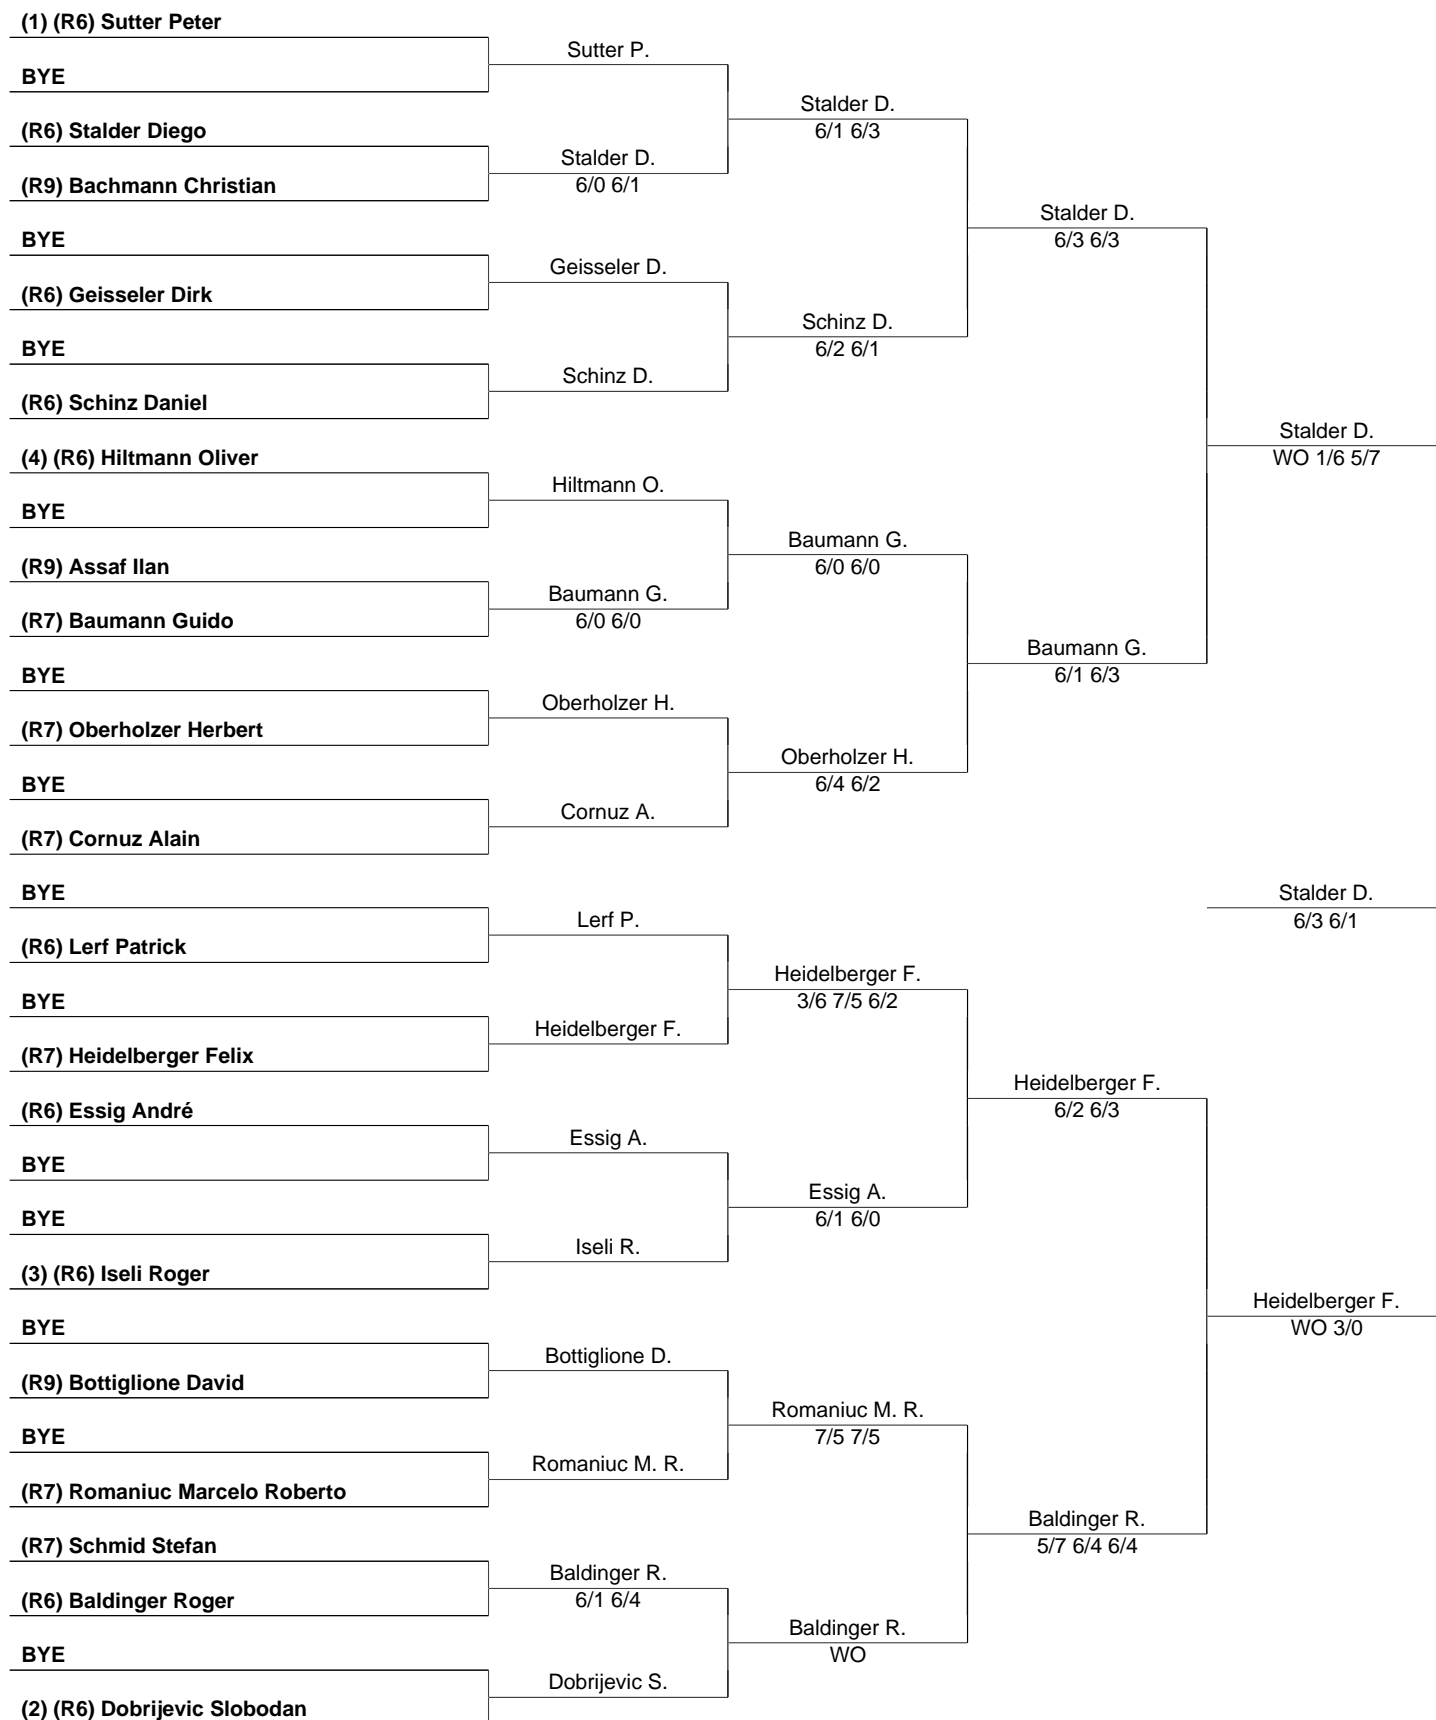 (1) (R6) Sutter Peter
Sutter P.
BYE
Stalder D.
6/1 6/3
(R6) Stalder Diego
Stalder D.
6/0 6/1
(R9) Bachmann Christian
Stalder D.
6/3 6/3
BYE
Geisseler D.
(R6) Geisseler Dirk
Schinz D.
6/2 6/1
BYE
Schinz D.
(R6) Schinz Daniel
Stalder D.
WO 1/6 5/7
(4) (R6) Hiltmann Oliver
Hiltmann O.
BYE
Baumann G.
6/0 6/0
(R9) Assaf Ilan
Baumann G.
6/0 6/0
(R7) Baumann Guido
Baumann G.
6/1 6/3
BYE
Oberholzer H.
(R7) Oberholzer Herbert
Oberholzer H.
6/4 6/2
BYE
Cornuz A.
(R7) Cornuz Alain
BYE
Stalder D.
6/3 6/1
Lerf P.
(R6) Lerf Patrick
Heidelberger F.
3/6 7/5 6/2
BYE
Heidelberger F.
(R7) Heidelberger Felix
Heidelberger F.
6/2 6/3
(R6) Essig André
Essig A.
BYE
Essig A.
6/1 6/0
BYE
Iseli R.
(3) (R6) Iseli Roger
Heidelberger F.
WO 3/0
BYE
Bottiglione D.
(R9) Bottiglione David
Romaniuc M. R.
7/5 7/5
BYE
Romaniuc M. R.
(R7) Romaniuc Marcelo Roberto
Baldinger R.
5/7 6/4 6/4
(R7) Schmid Stefan
Baldinger R.
6/1 6/4
(R6) Baldinger Roger
Baldinger R.
WO
BYE
Dobrijevic S.
(2) (R6) Dobrijevic Slobodan